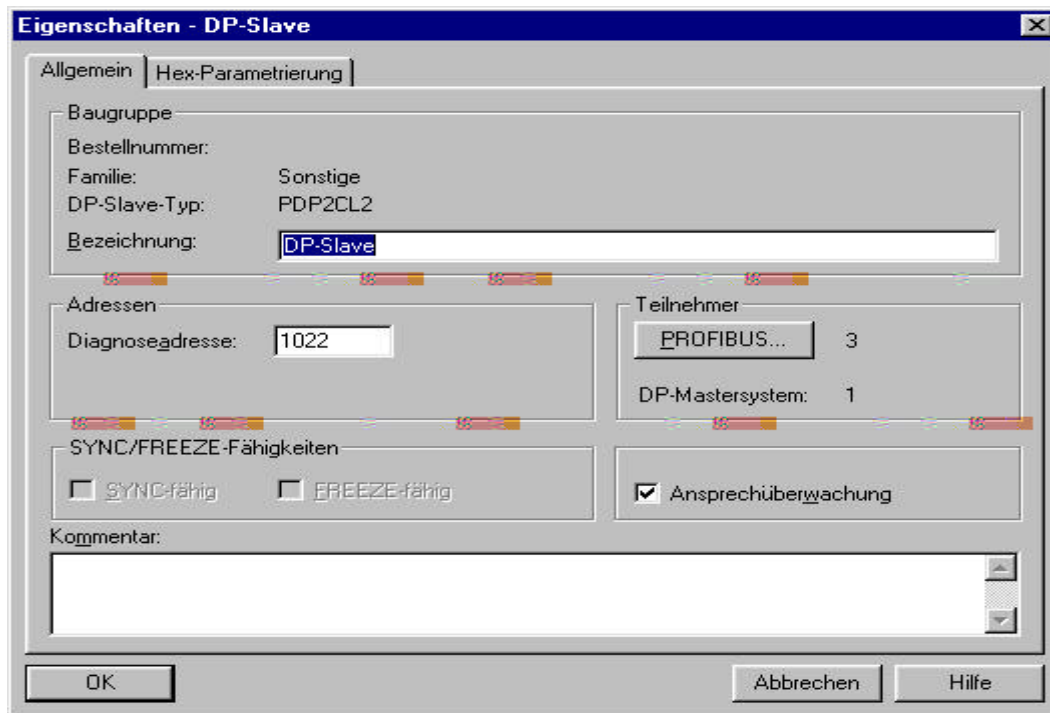 Eigenschaften - DP-Slave
Allgemein Hex-Parametrierung
Baugruppe
Bestellnummer:
Familie: Sonstige
DP-Slave-Typ: PDP2CL2
Bezeichnung: DP-Slave
Adressen
Diagnoseadresse: 1022
Teilnehmer
PROFIBUS... 3
DP-Mastersystem: 1
SYNC/FREEZE-Fähigkeiten
SYNC-fähig FREEZE-fähig
Ansprechüberwachung
Kommentar:
OK Abbrechen Hilfe